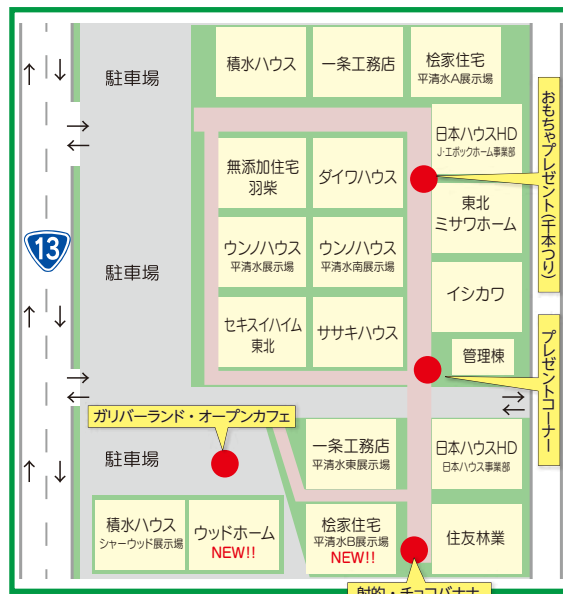 駐車場
積水ハウス
一条工務店
桧家住宅
平清水A展示場
日本ハウスHD
J・エポックホーム事業部
おもちゃプレゼント(千本つり)
無添加住宅
羽柴
ダイワハウス
東北
ミサワホーム
13
駐車場
ウンノハウス
平清水展示場
ウンノハウス
平清水南展示場
イシカワ
セキスイハイム
東北
ササキハウス
管理棟
プレゼントコーナー
ガリバーランド・オープンカフェ
駐車場
一条工務店
平清水東展示場
日本ハウスHD
日本ハウス事業部
積水ハウス
シャーウッド展示場
ウッドホーム
NEW!!
桧家住宅
平清水B展示場
NEW!!
住友林業
射的・チョコバナナ